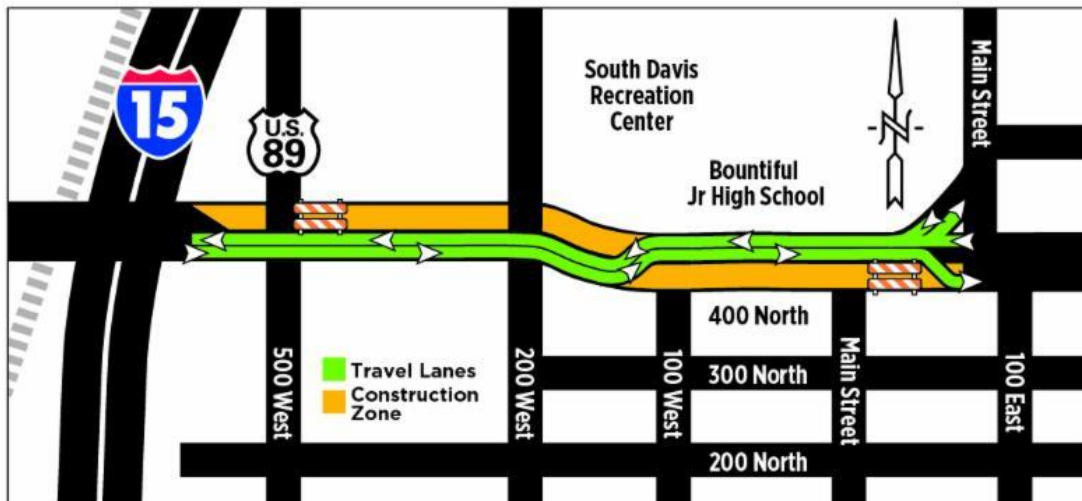 15
U.S.
89
South Davis
Recreation
Center
Bountiful
Jr High School
N
Main Street
400 North
300 North
200 North
500 West
200 West
100 West
Main Street
100 East
Travel Lanes
Construction
Zone